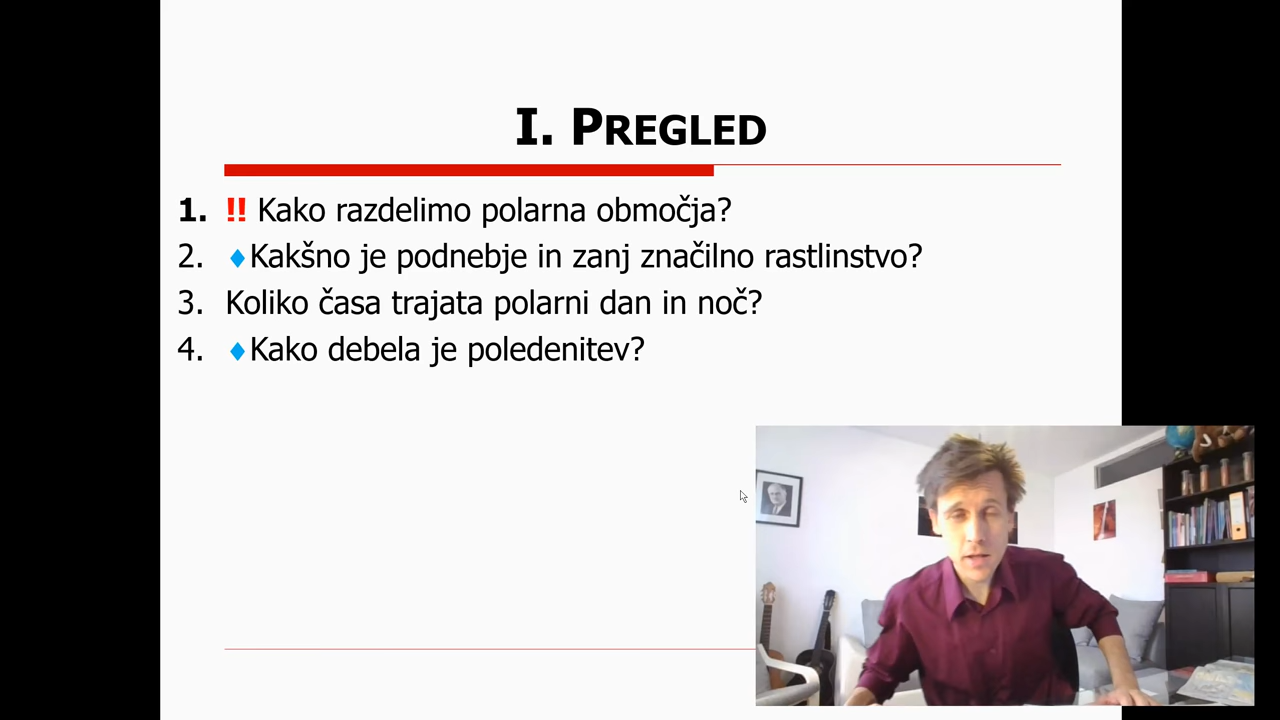 I. PREGLED
1. !! Kako razdelimo polarna območja?
2. ♦Kakšno je podnebje in zanj značilno rastlinstvo?
3. Koliko časa trajata polarni dan in noč?
4. ♦Kako debela je poledenitev?